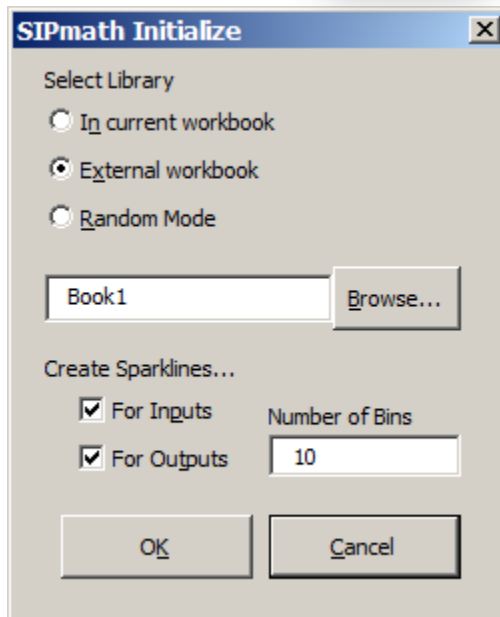 SIPmath Initialize
Select Library
In current workbook
External workbook
Random Mode
Book1
Browse...
Create Sparklines...
For Inputs
Number of Bins
For Outputs
10
OK
Cancel